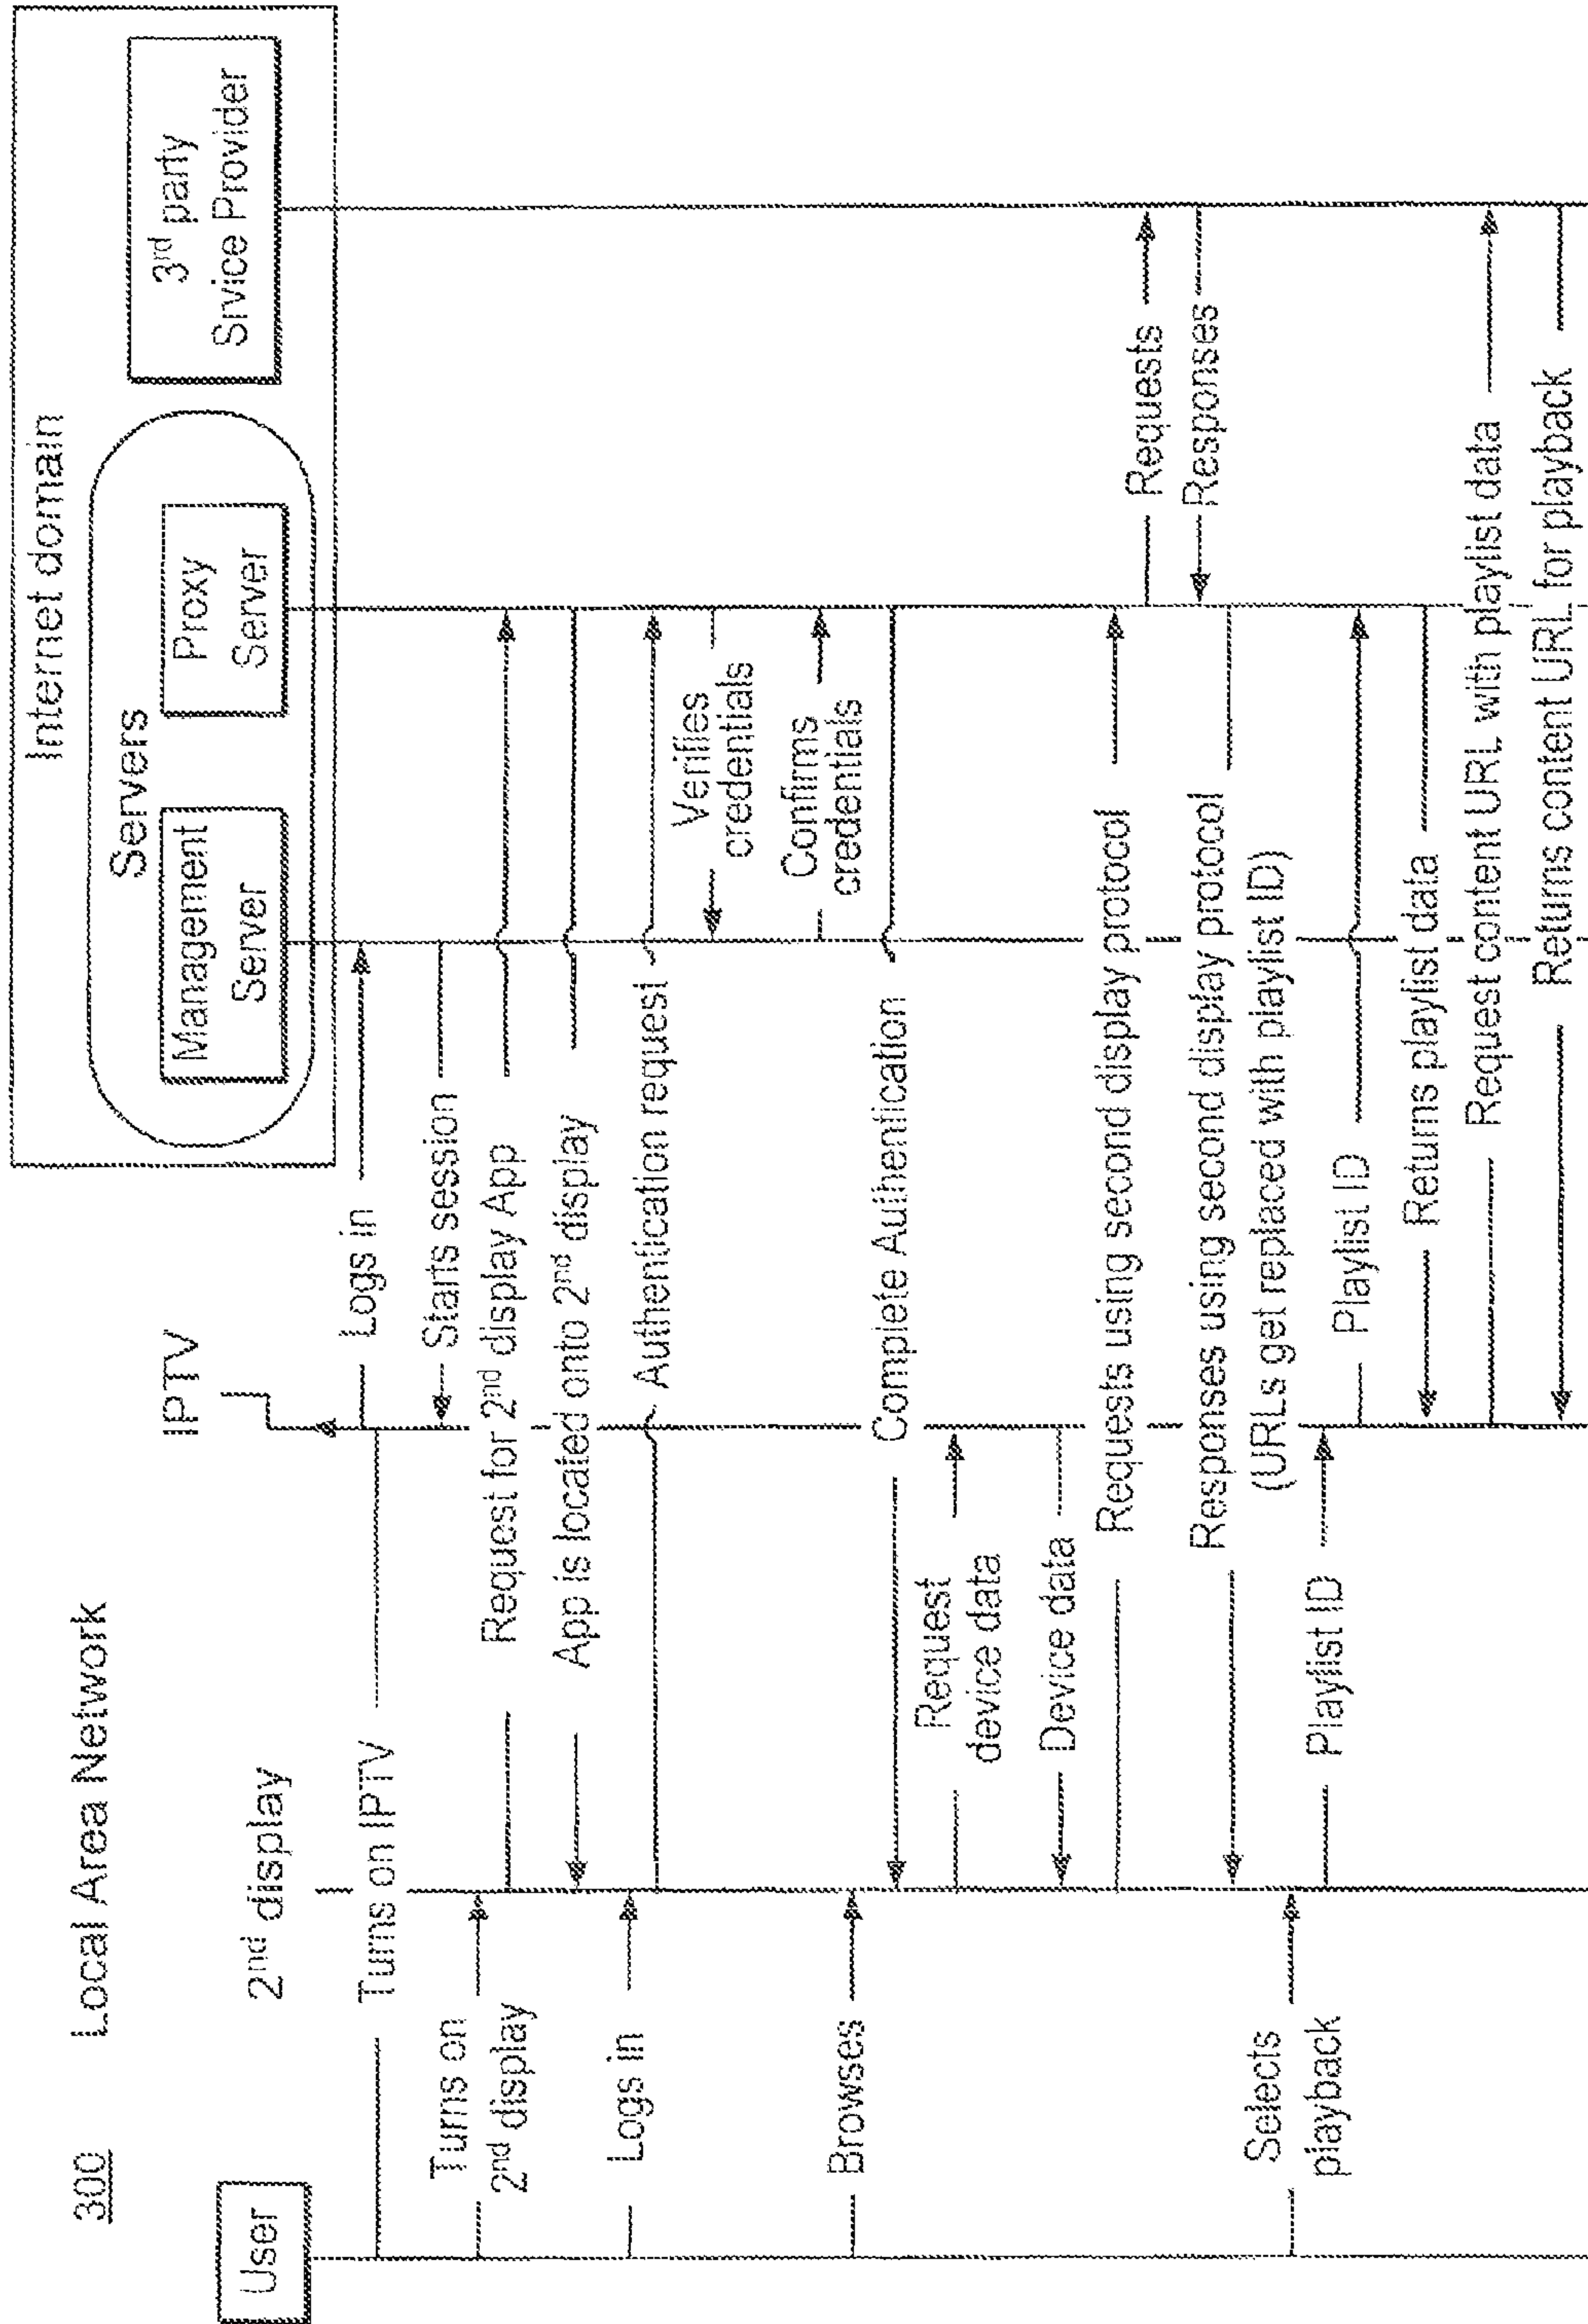 300
Local Area Network
Internet domain
Servers
User
2nd display
IPTV
Management
Server
Proxy
Server
3rd party
Srvice Provider
Turns on IPTV
Logs in
Starts session
Turns on
2nd display
Request for 2nd display App
App is located onto 2nd display
Logs in
Authentication request
Verifies
credentials
Confirms
credentials
Browses
Complete Authentication
Request
device data
Device data
Requests using second display protocol
Requests
Responses
Responses using second display protocol
(URLs get replaced with playlist ID)
Selects
playback
Playlist ID
Playlist ID
Returns playlist data
Request content URL with playlist data
Returns content URL for playback